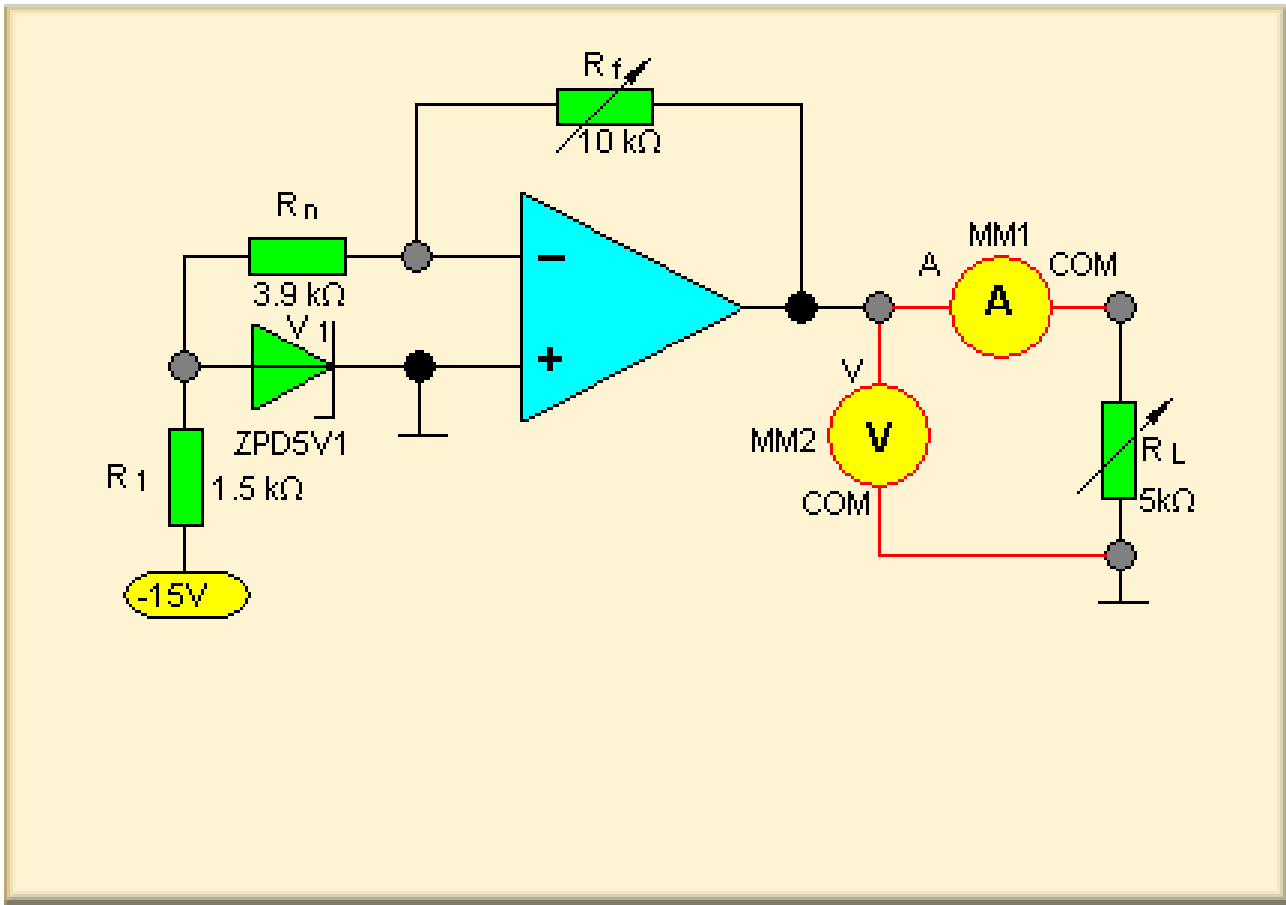 R f
10 kΩ
R n
3.9 kΩ
MM1
A
COM
A
V 1
−
+
V
ZPD5V1
MM2
V
R L
R 1
1.5 kΩ
COM
5kΩ
-15V